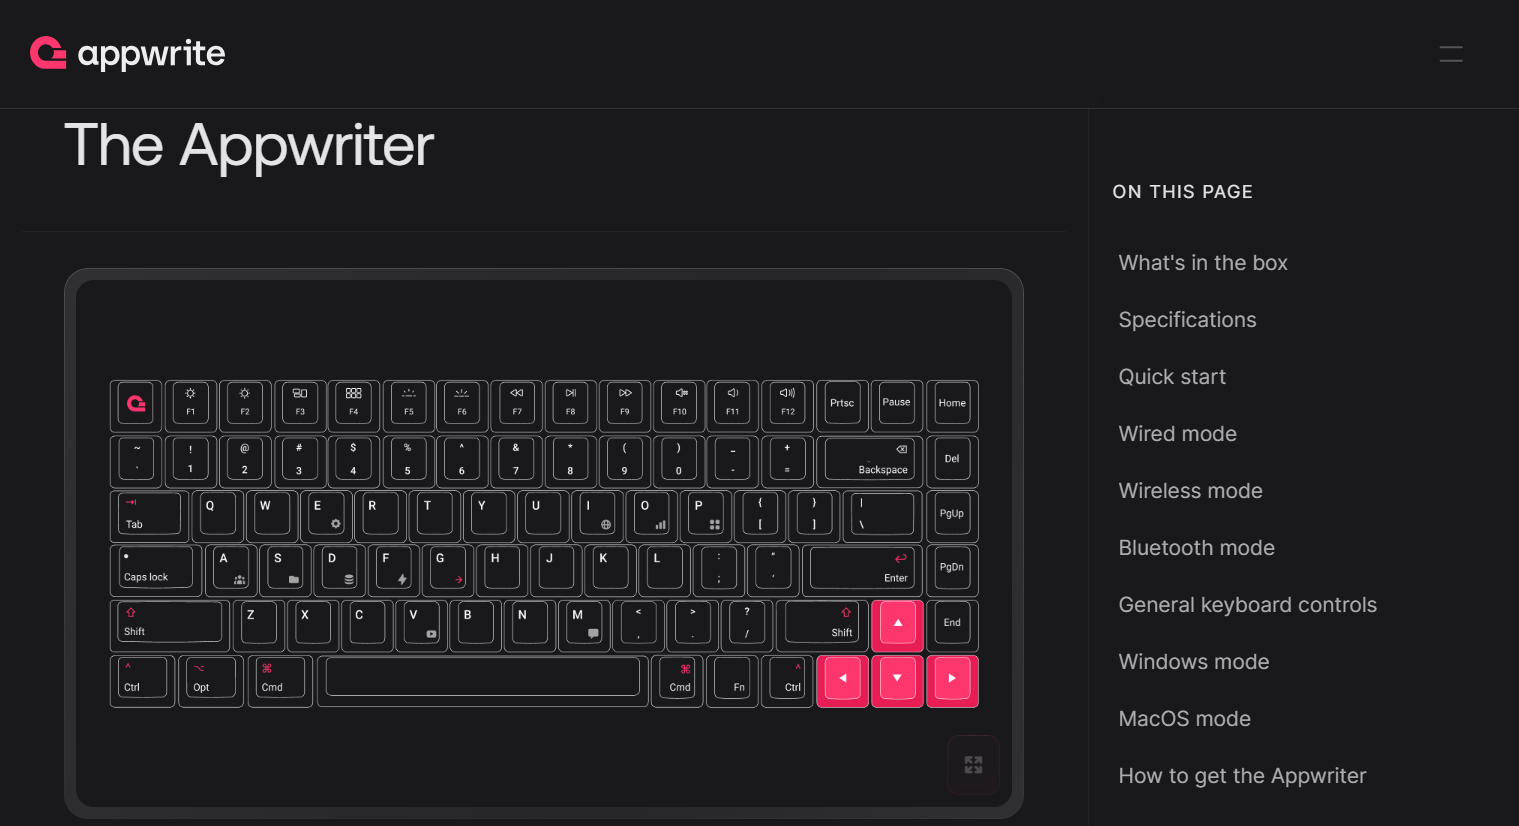 appwrite
The Appwriter
ON THIS PAGE
What's in the box
Specifications
Quick start
Wired mode
Wireless mode
Bluetooth mode
General keyboard controls
Windows mode
MacOS mode
How to get the Appwriter
F1 F2 F3 F4 F5 F6 F7 F8 F9 F10 F11 F12 Prtsc Pause Home
~ ! @ # $ % ^ & * ( ) _ +
` 1 2 3 4 5 6 7 8 9 0 - = Backspace Del
Q W E R T Y U I O P { } |
Tab [ ] \ PgUp
A S D F G H J K L : "
Caps lock ; ' Enter PgDn
Z X C V B N M < > ?
Shift , . / Shift End
^ ⌥ ⌘ ⌘ ^
Ctrl Opt Cmd Cmd Fn Ctrl